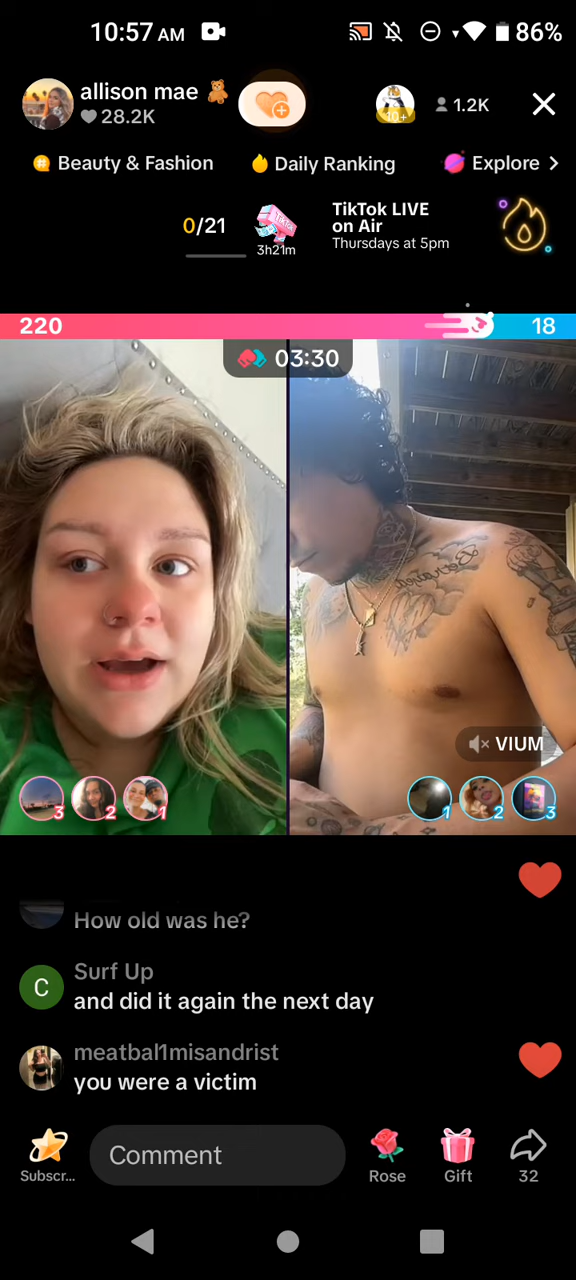 10:57 AM
86%
allison mae
28.2K
10+
1.2K
Beauty & Fashion
Daily Ranking
Explore >
0/21
3h21m
TikTok LIVE
on Air
Thursdays at 5pm
220
18
03:30
Betrayed
VIUM
3
2
1
1
2
3
How old was he?
C
Surf Up
and did it again the next day
meatbal1misandrist
you were a victim
Subscr...
Comment
Rose
Gift
32